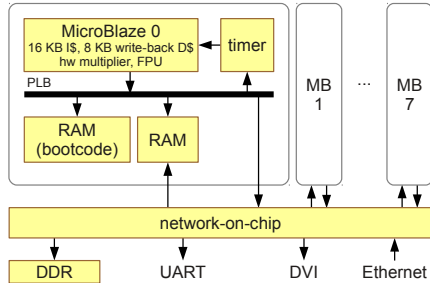 MicroBlaze 0
16 KB I$, 8 KB write-back D$
hw multiplier, FPU
timer
PLB
RAM
(bootcode)
RAM
MB
1
...
MB
7
network-on-chip
DDR
UART
DVI
Ethernet